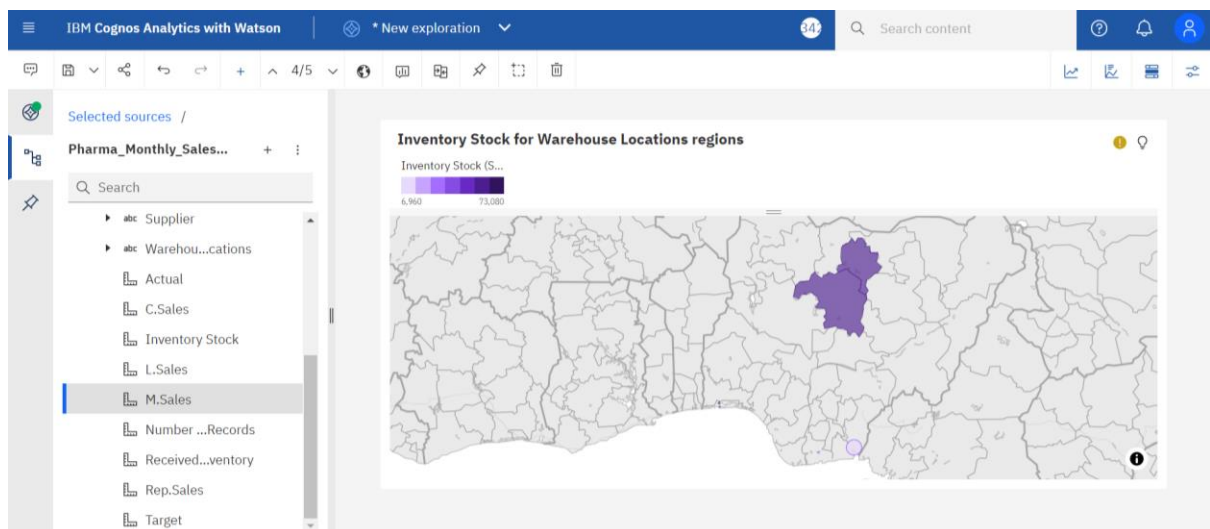 IBM Cognos Analytics with Watson
* New exploration
Search content
4/5
Selected sources /
Pharma_Monthly_Sales...
Search
abc Supplier
abc Warehou...cations
Actual
C.Sales
Inventory Stock
L.Sales
M.Sales
Number ...Records
Received...ventory
Rep.Sales
Target
Inventory Stock for Warehouse Locations regions
Inventory Stock (S...
6,960 73,080